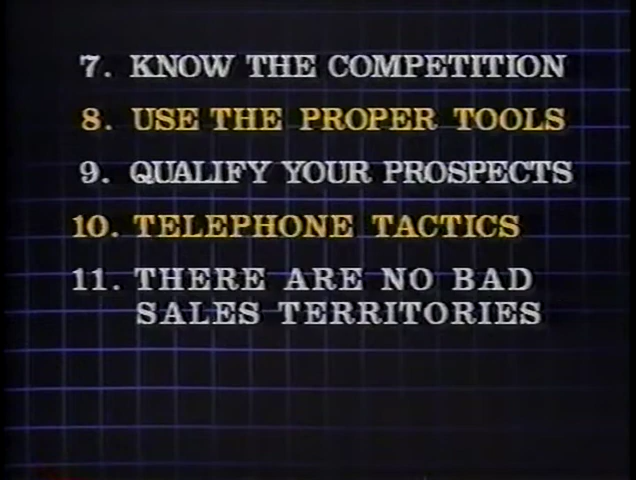 7. KNOW THE COMPETITION
8. USE THE PROPER TOOLS
9. QUALIFY YOUR PROSPECTS
10. TELEPHONE TACTICS
11. THERE ARE NO BAD
SALES TERRITORIES